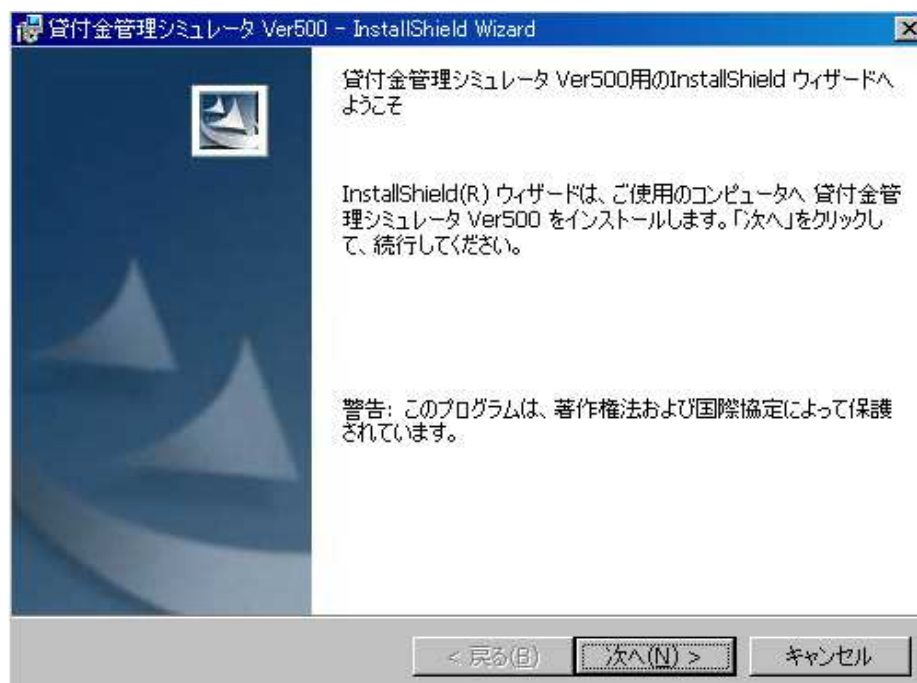 貸付金管理シミュレータ Ver500 - InstallShield Wizard
貸付金管理シミュレータ Ver500用のInstallShield ウィザードへ
ようこそ
InstallShield(R) ウィザードは、ご使用のコンピュータへ 貸付金管
理シミュレータ Ver500 をインストールします。「次へ」をクリックし
て、続行してください。
警告: このプログラムは、著作権法および国際協定によって保護
されています。
< 戻る(B)
次へ(N) >
キャンセル